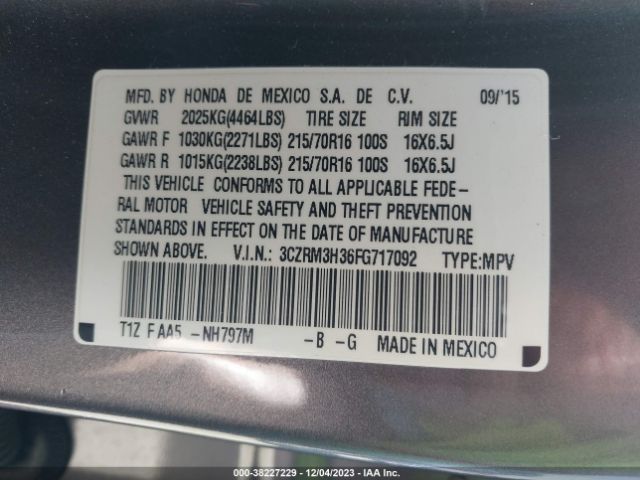 MFD. BY HONDA DE MEXICO S.A. DE C.V. 09/'15
GVWR 2025KG(4464LBS) TIRE SIZE RIM SIZE
GAWR F 1030KG(2271LBS) 215/70R16 100S 16X6.5J
GAWR R 1015KG(2238LBS) 215/70R16 100S 16X6.5J
THIS VEHICLE CONFORMS TO ALL APPLICABLE FEDE-
RAL MOTOR VEHICLE SAFETY AND THEFT PREVENTION
STANDARDS IN EFFECT ON THE DATE OF MANUFACTURE
SHOWN ABOVE. V.I.N.: 3CZRM3H36FG717092 TYPE:MPV
T1Z F AA5 -NH797M -B -G MADE IN MEXICO
000-38227229 - 12/04/2023 - IAA Inc.